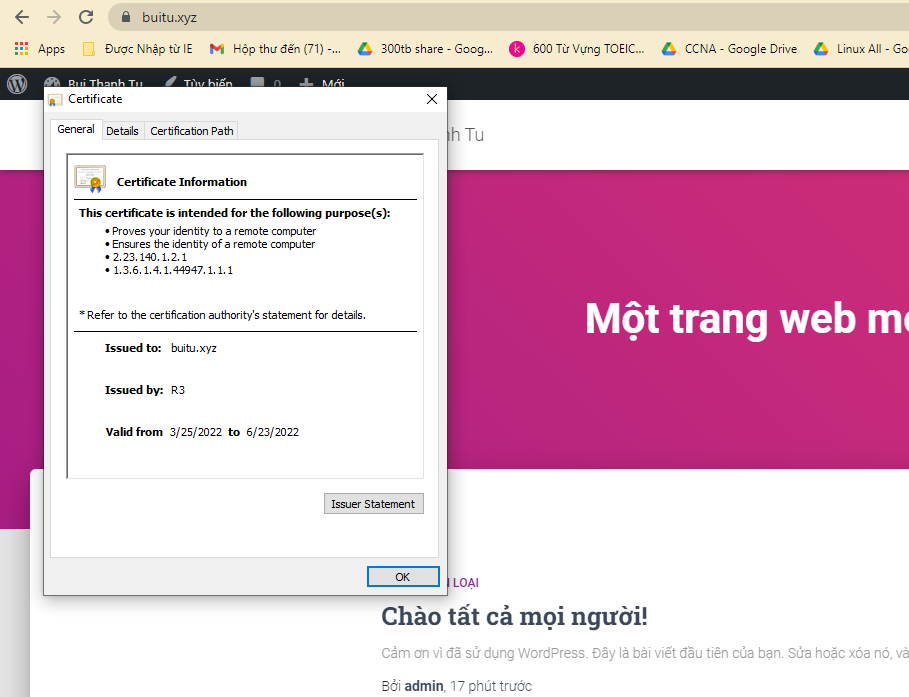 buitu.xyz
Apps Được Nhập từ IE Hộp thư đến (71) -... 300tb share - Goog... k 600 Từ Vựng TOEIC... CCNA - Google Drive Linux All - Go
Bui Thanh Tu Tùy biến 0 Mới
Certificate
General Details Certification Path
nh Tu
Certificate Information
This certificate is intended for the following purpose(s):
• Proves your identity to a remote computer
• Ensures the identity of a remote computer
• 2.23.140.1.2.1
• 1.3.6.1.4.1.44947.1.1.1
* Refer to the certification authority's statement for details.
Issued to: buitu.xyz
Issued by: R3
Valid from 3/25/2022 to 6/23/2022
Issuer Statement
OK
Một trang web m
LOẠI
Chào tất cả mọi người!
Cảm ơn vì đã sử dụng WordPress. Đây là bài viết đầu tiên của bạn. Sửa hoặc xóa nó, và
Bởi admin, 17 phút trước